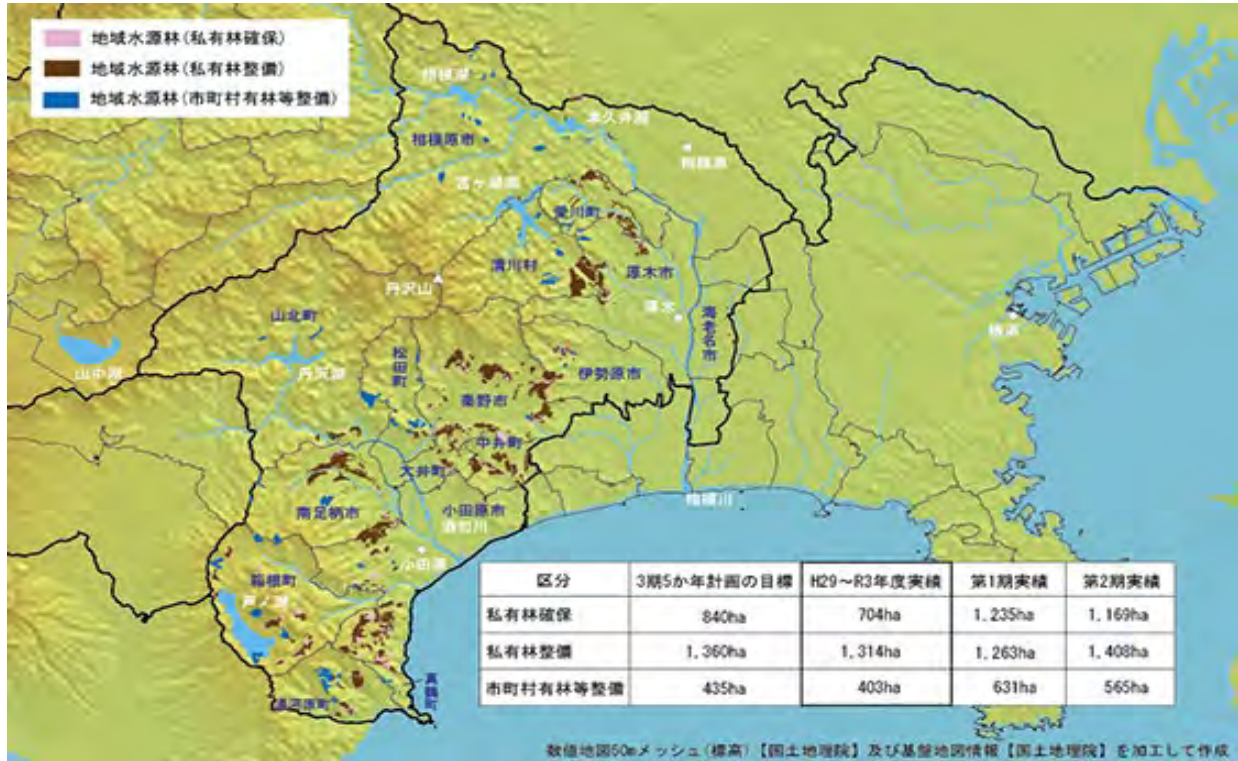 地域水源林(私有林確保)
地域水源林(私有林整備)
地域水源林(市町村有林等整備)
相模湖
津久井湖
相模原市
相模原
宮ヶ瀬湖
愛川町
清川村
厚木市
丹沢山
厚木
海老名市
横浜
山北町
松田町
山中湖
丹沢湖
伊勢原市
秦野市
中井町
大井町
相模川
南足柄市
小田原市
酒匂川
小田原
箱根町
芦ノ湖
真鶴町
湯河原町
区分 3期5か年計画の目標 H29～R3年度実績 第1期実績 第2期実績
私有林確保 840ha 704ha 1,235ha 1,169ha
私有林整備 1,360ha 1,314ha 1,263ha 1,408ha
市町村有林等整備 435ha 403ha 631ha 565ha
数値地図50mメッシュ(標高)【国土地理院】及び基盤地図情報【国土地理院】を加工して作成